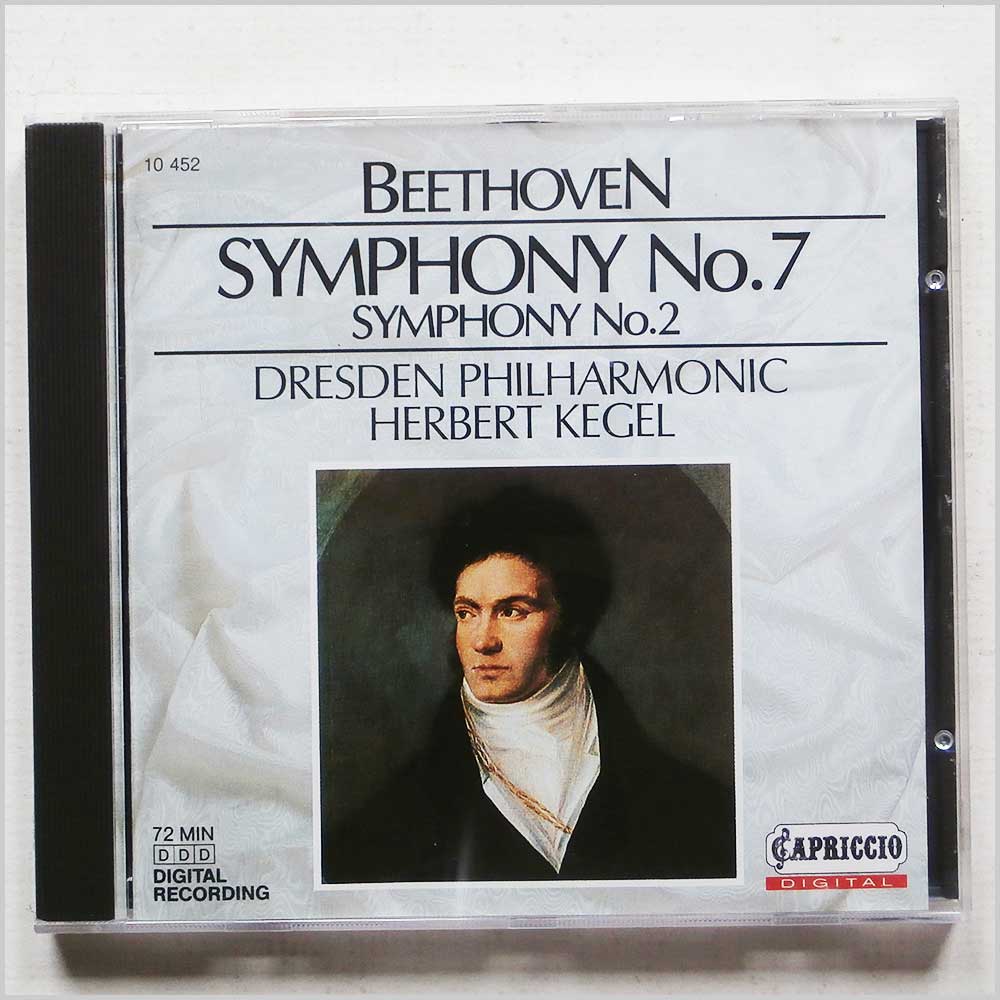 10 452
BEETHOVEN
SYMPHONY No.7
SYMPHONY No.2
DRESDEN PHILHARMONIC
HERBERT KEGEL
72 MIN
DDD
DIGITAL
RECORDING
CAPRICCIO
DIGITAL